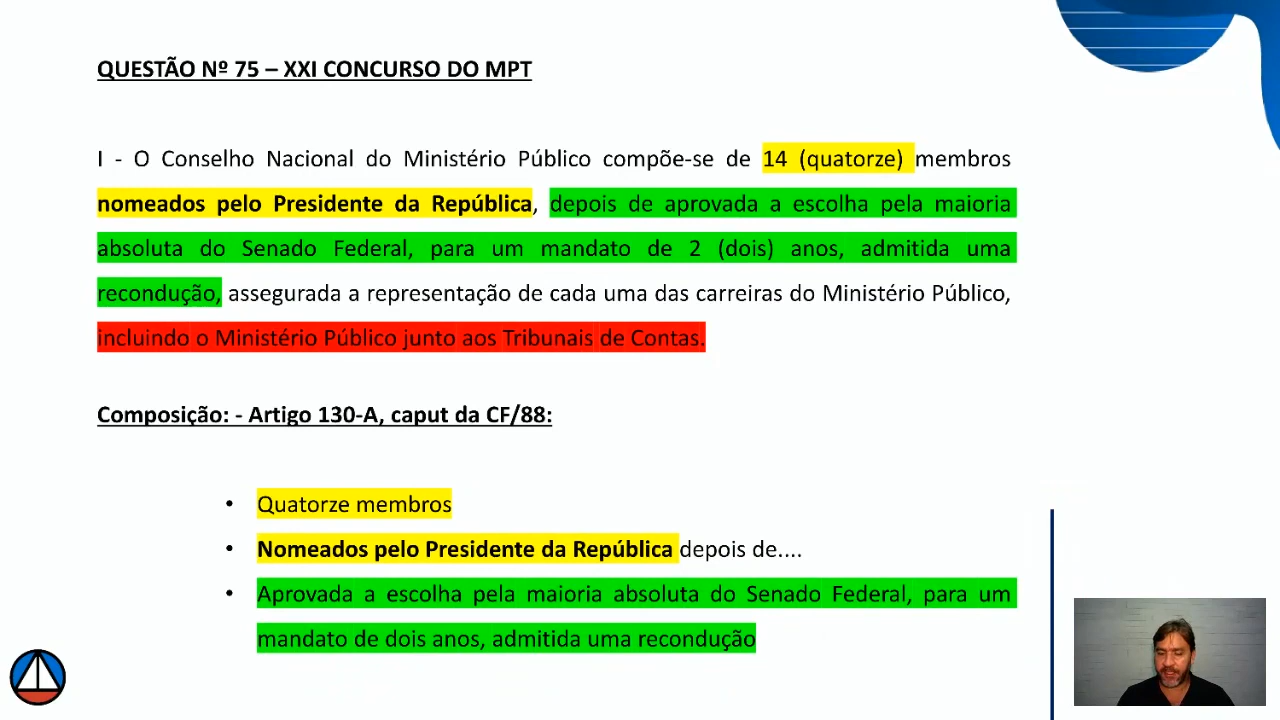 QUESTÃO Nº 75 – XXI CONCURSO DO MPT
I - O Conselho Nacional do Ministério Público compõe-se de 14 (quatorze) membros
nomeados pelo Presidente da República, depois de aprovada a escolha pela maioria
absoluta do Senado Federal, para um mandato de 2 (dois) anos, admitida uma
recondução, assegurada a representação de cada uma das carreiras do Ministério Público,
incluindo o Ministério Público junto aos Tribunais de Contas.
Composição: - Artigo 130-A, caput da CF/88:
• Quatorze membros
• Nomeados pelo Presidente da República depois de....
• Aprovada a escolha pela maioria absoluta do Senado Federal, para um
mandato de dois anos, admitida uma recondução